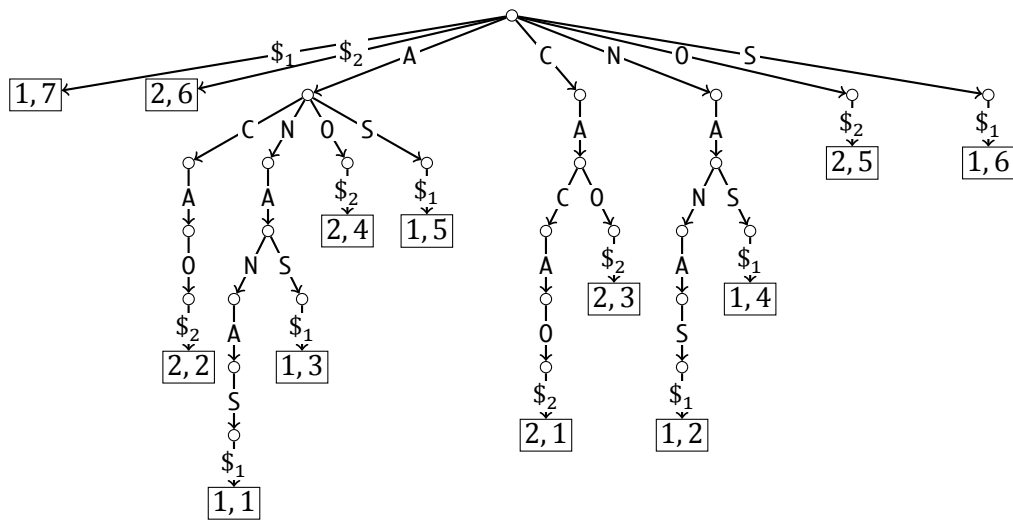 $₁ $₂ A C N O S
1, 7 2, 6
C N O S $₂ $₁
A A $₂ $₁ A A 2, 5 1, 6
O N S 2, 4 1, 5 C O N S
$₂ A $₁ A $₂ A $₁
2, 2 S 1, 3 O 2, 3 S 1, 4
$₁ $₂ $₁
1, 1 2, 1 1, 2